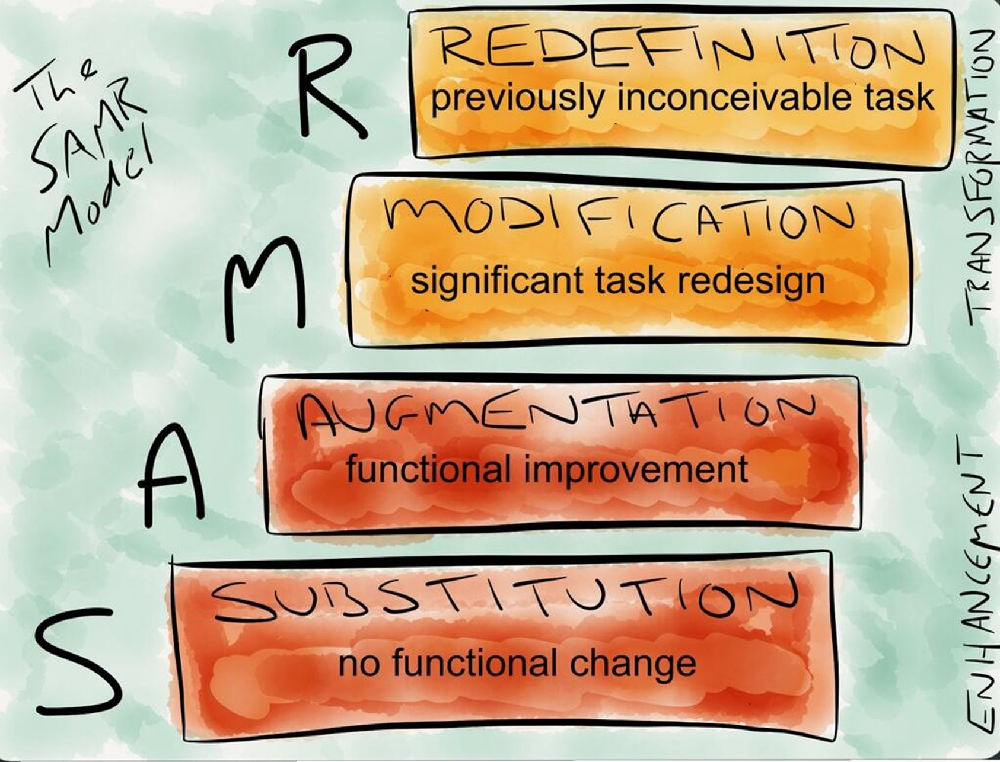 The
SAMR
Model
R
REDEFINITION
previously inconceivable task
M
MODIFICATION
significant task redesign
TRANSFORMATION
A
AUGMENTATION
functional improvement
S
SUBSTITUTION
no functional change
ENHANCEMENT